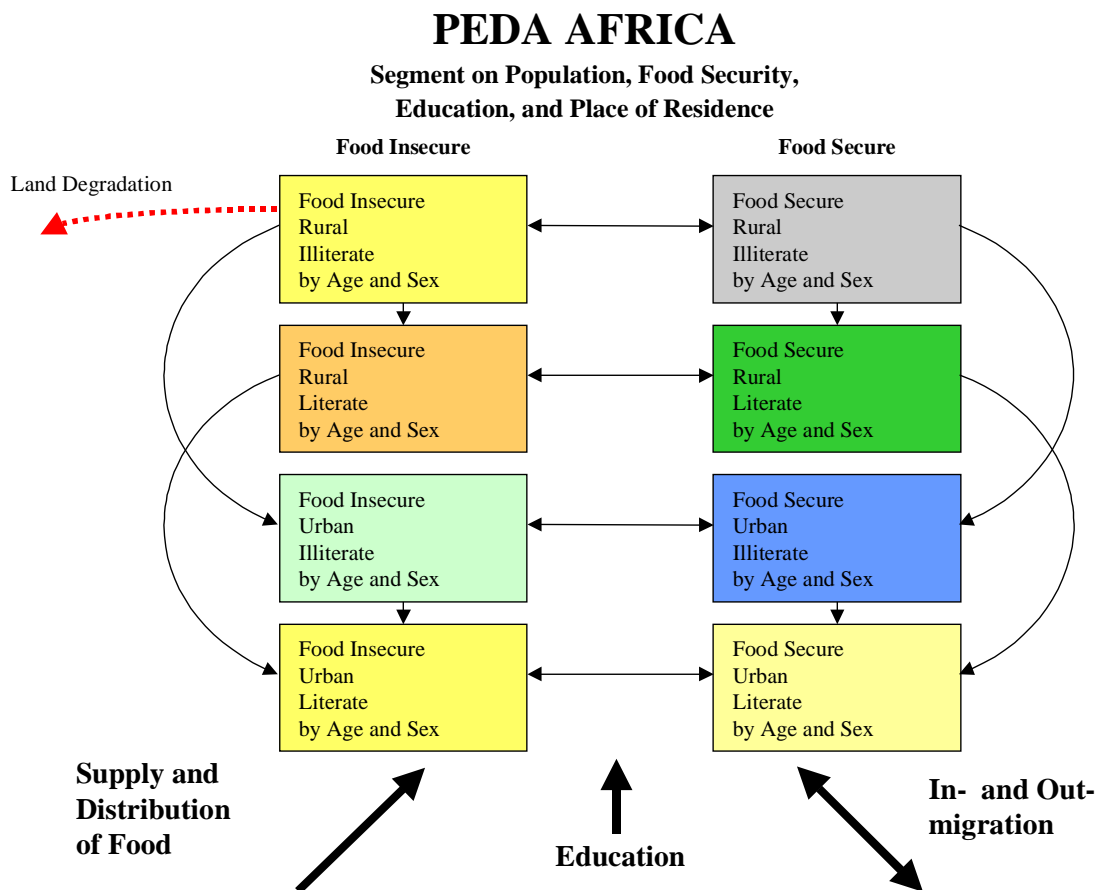 PEDA AFRICA
Segment on Population, Food Security,
Education, and Place of Residence
Food Insecure
Food Secure
Land Degradation
Food Insecure
Rural
Illiterate
by Age and Sex
Food Secure
Rural
Illiterate
by Age and Sex
Food Insecure
Rural
Literate
by Age and Sex
Food Secure
Rural
Literate
by Age and Sex
Food Insecure
Urban
Illiterate
by Age and Sex
Food Secure
Urban
Illiterate
by Age and Sex
Food Insecure
Urban
Literate
by Age and Sex
Food Secure
Urban
Literate
by Age and Sex
Supply and
Distribution
of Food
Education
In- and Out-
migration